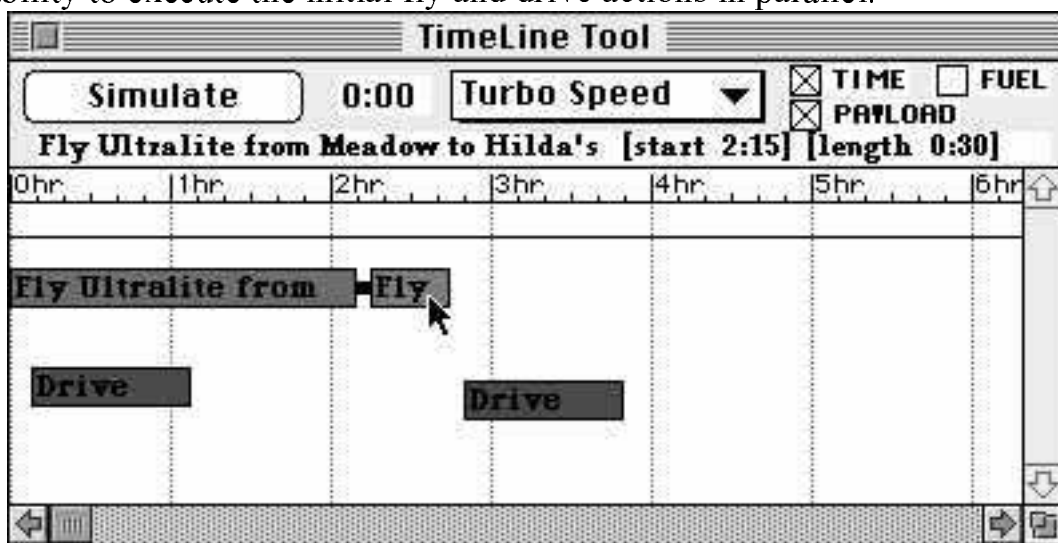 ability to execute the initial fly and drive actions in parallel.
TimeLine Tool
Simulate 0:00 Turbo Speed TIME FUEL
PAYLOAD
Fly Ultralite from Meadow to Hilda's [start 2:15] [length 0:30]
0hr 1hr 2hr 3hr 4hr 5hr 6hr
Fly Ultralite from Fly
Drive Drive